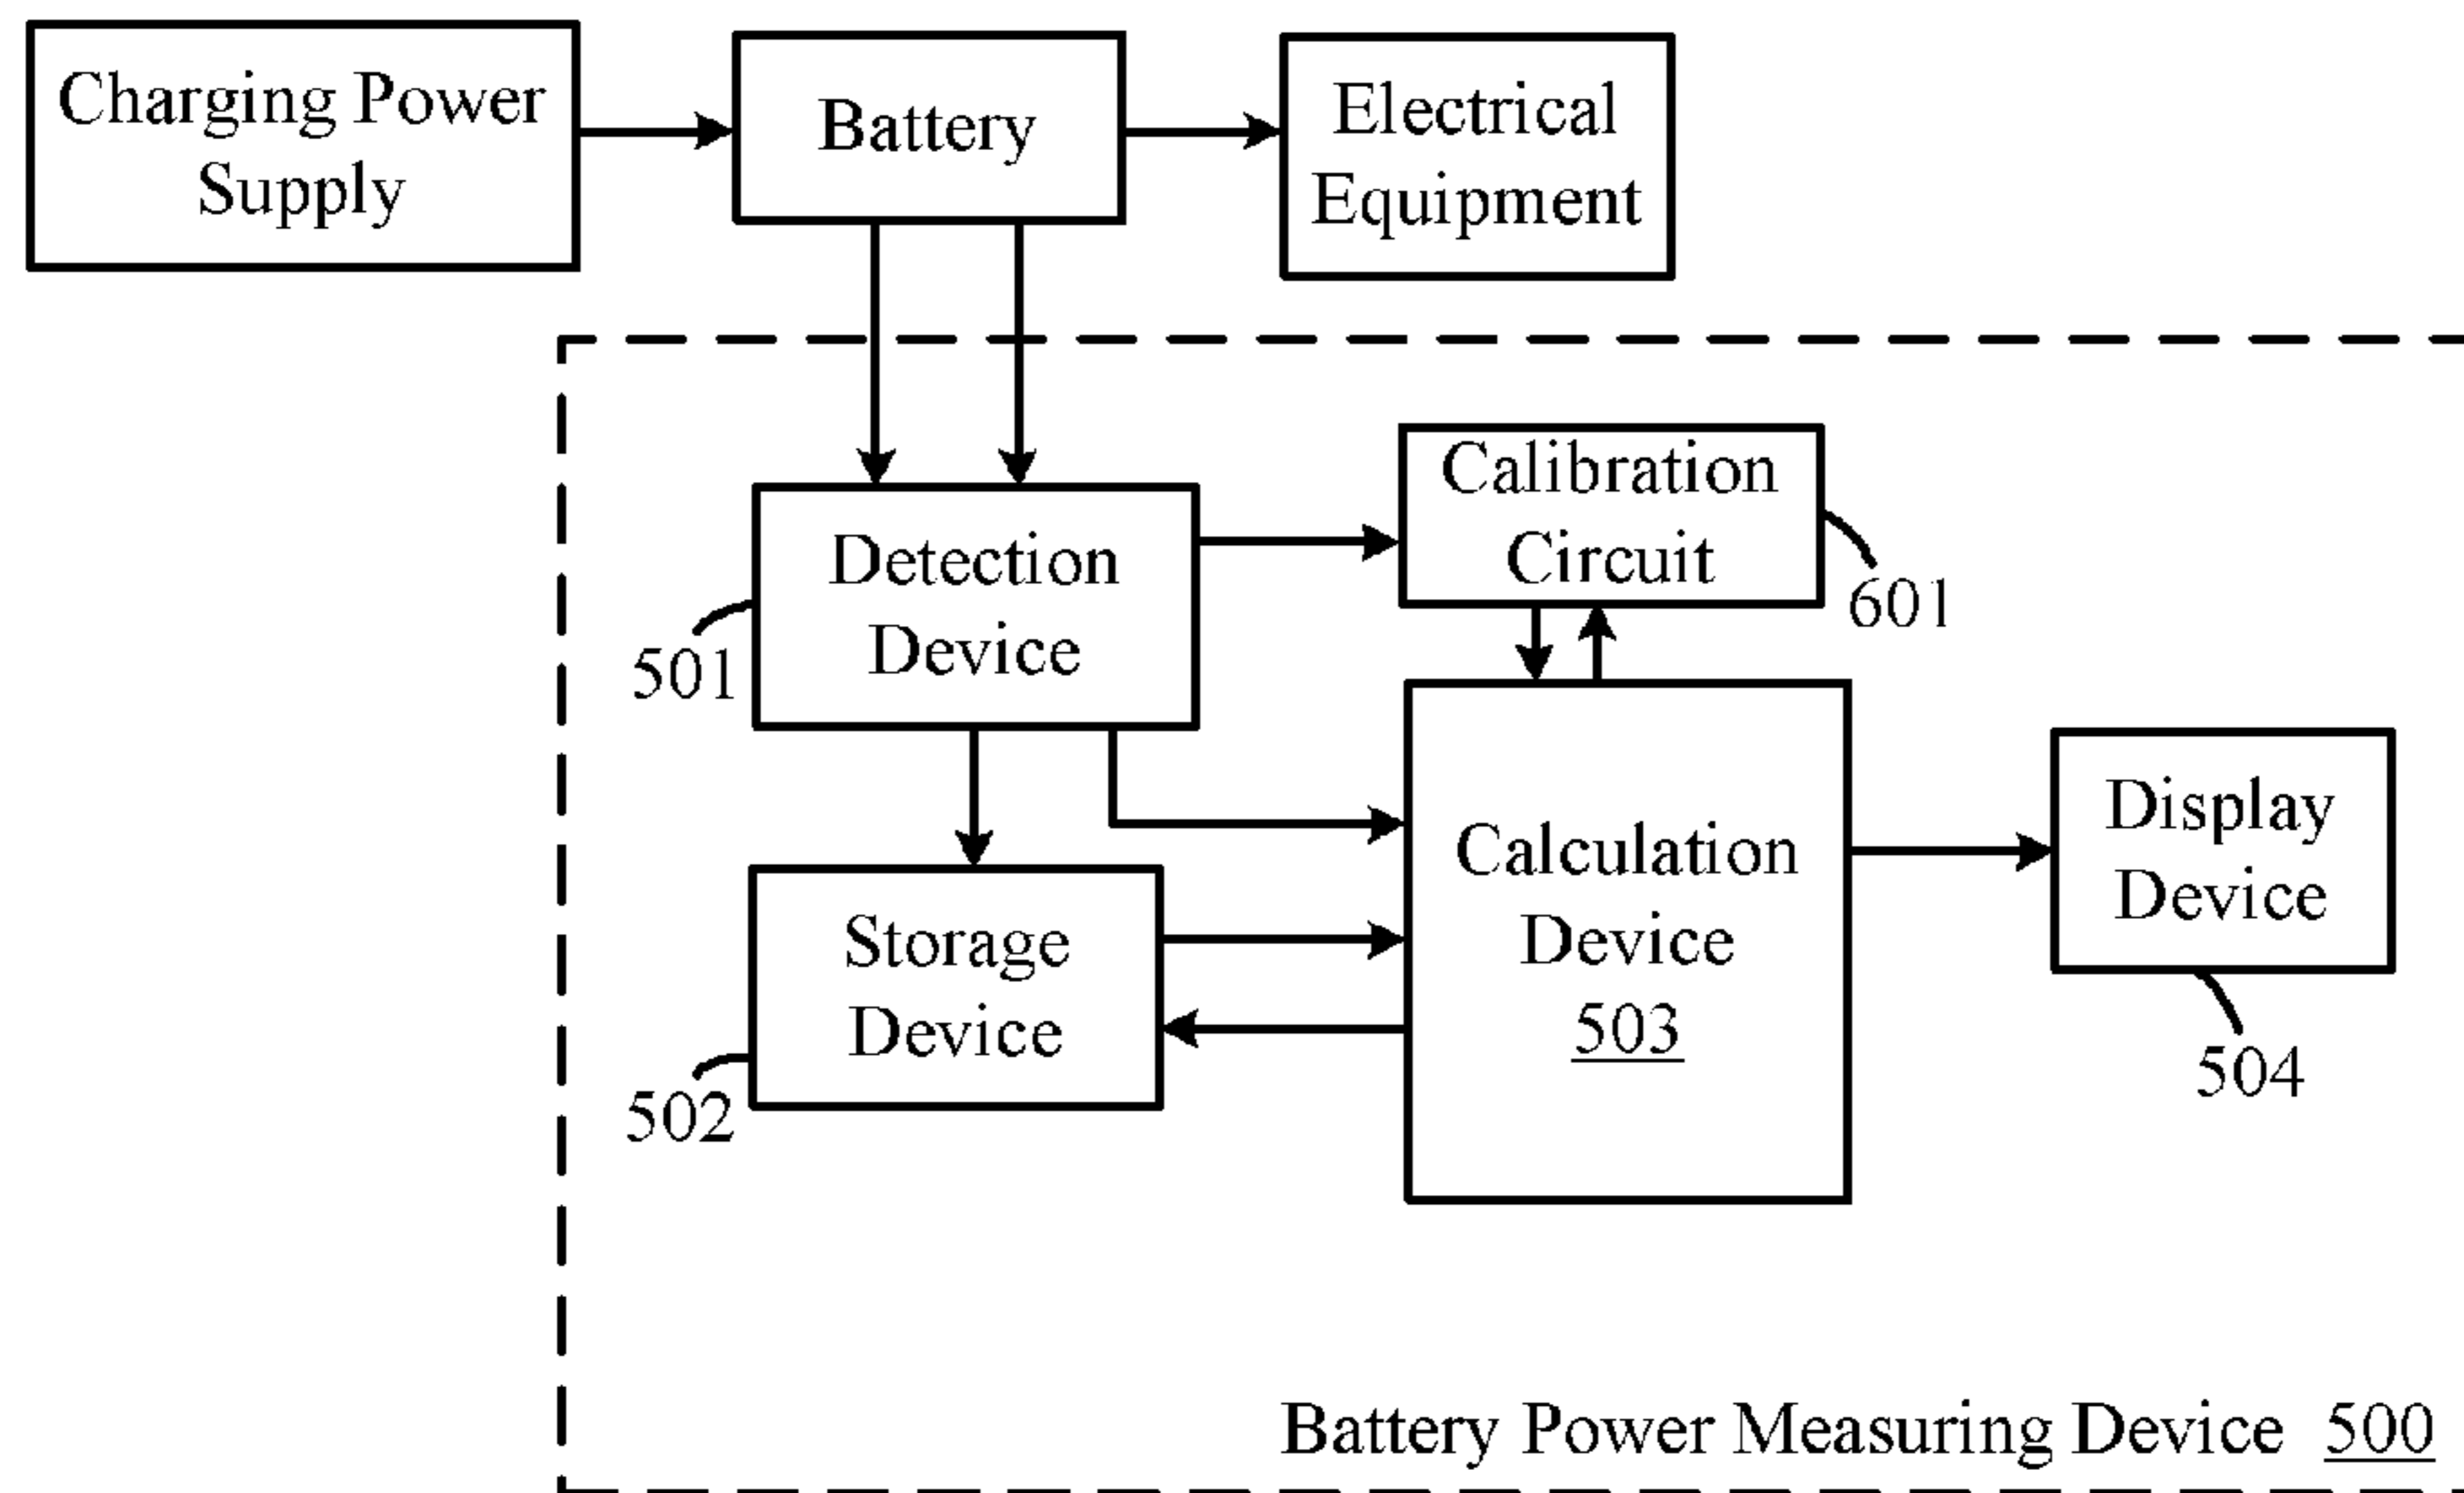 Charging Power
Supply
Battery
Electrical
Equipment
Detection
Device
501
Calibration
Circuit
601
Storage
Device
502
Calculation
Device
503
Display
Device
504
Battery Power Measuring Device 500